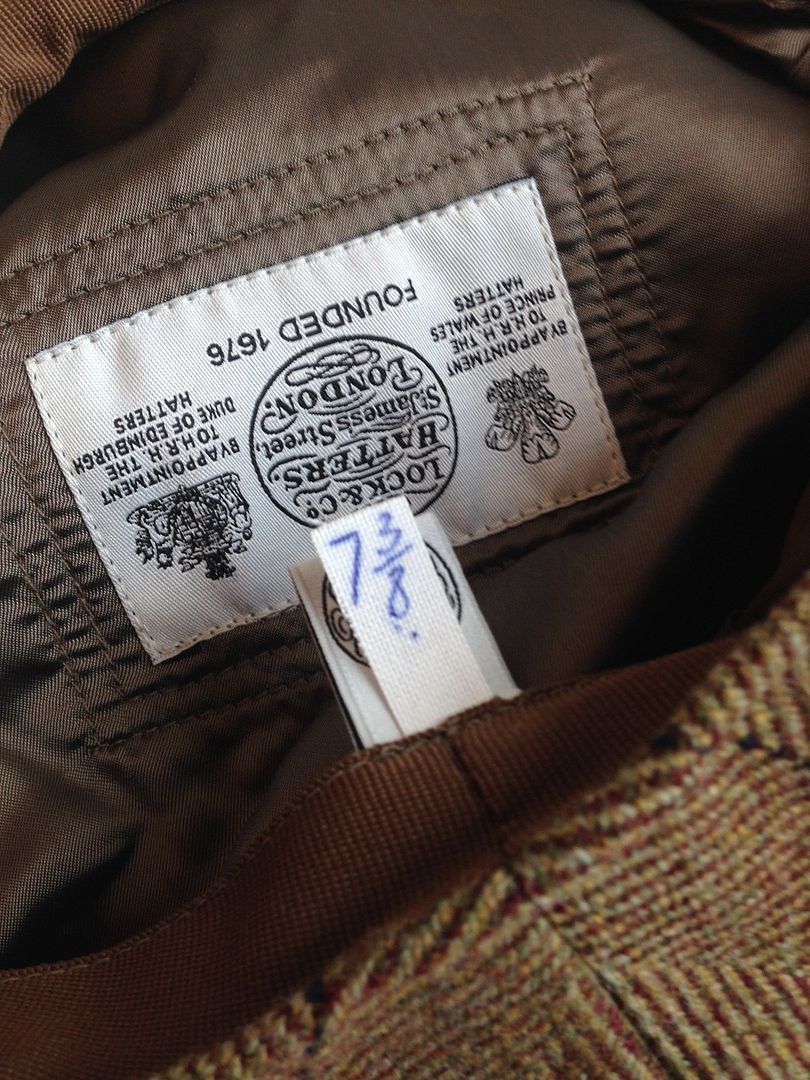 FOUNDED 1676
LOCK & Co.
HATTERS.
St. James's Street,
LONDON.
BY APPOINTMENT
TO H.R.H. THE
DUKE OF EDINBURGH
HATTERS
BY APPOINTMENT
TO H.R.H. THE
PRINCE OF WALES
HATTERS
7 3/8